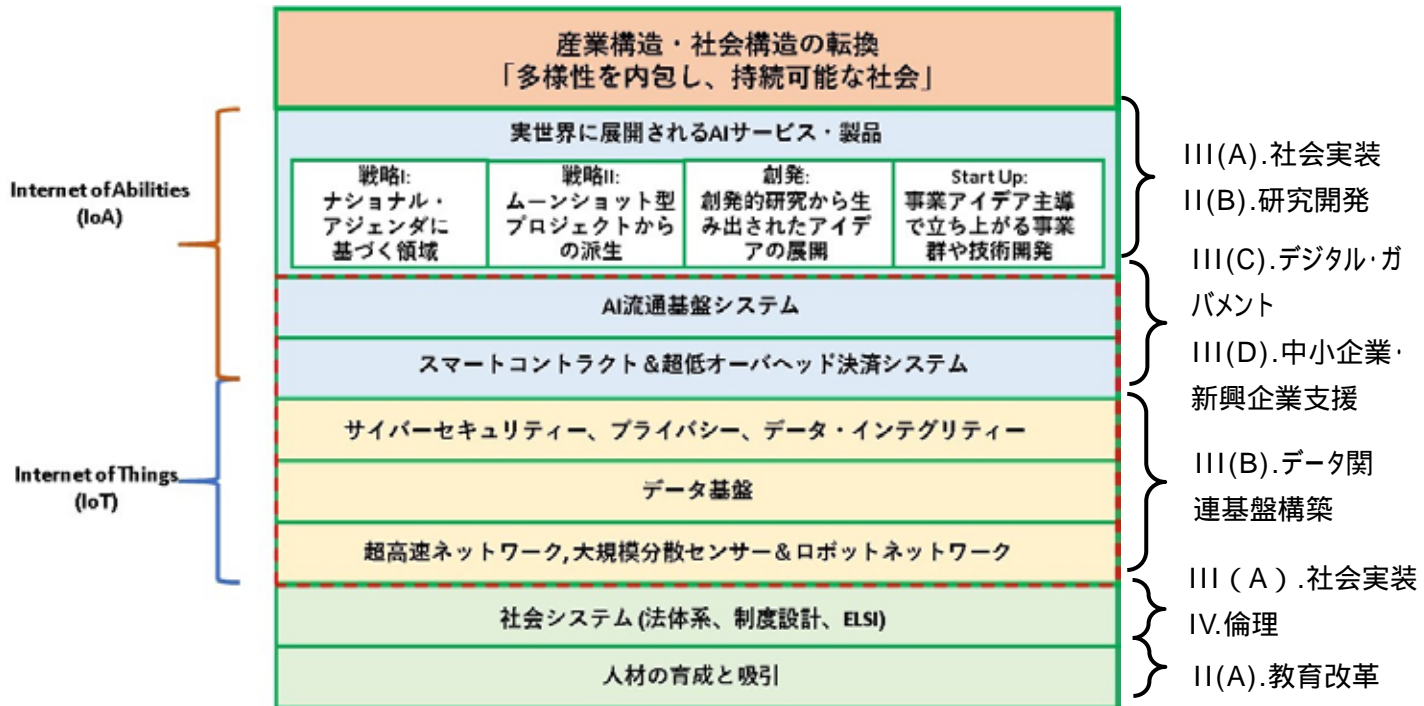 産業構造・社会構造の転換
「多様性を内包し、持続可能な社会」
実世界に展開されるAIサービス・製品
戦略I:
ナショナル・
アジェンダに
基づく領域
戦略II:
ムーンショット型
プロジェクトから
の派生
創発:
創発的研究から生
み出されたアイデ
アの展開
Start Up:
事業アイデア主導
で立ち上がる事業
群や技術開発
AI流通基盤システム
スマートコントラクト&超低オーバヘッド決済システム
サイバーセキュリティー、プライバシー、データ・インテグリティー
データ基盤
超高速ネットワーク,大規模分散センサー&ロボットネットワーク
社会システム(法体系、制度設計、ELSI)
人材の育成と吸引
Internet of Abilities
(IoA)
Internet of Things
(IoT)
III(A).社会実装
II(B).研究開発
III(C).デジタル・ガ
バメント
III(D).中小企業・
新興企業支援
III(B).データ関
連基盤構築
III(A).社会実装
IV.倫理
II(A).教育改革